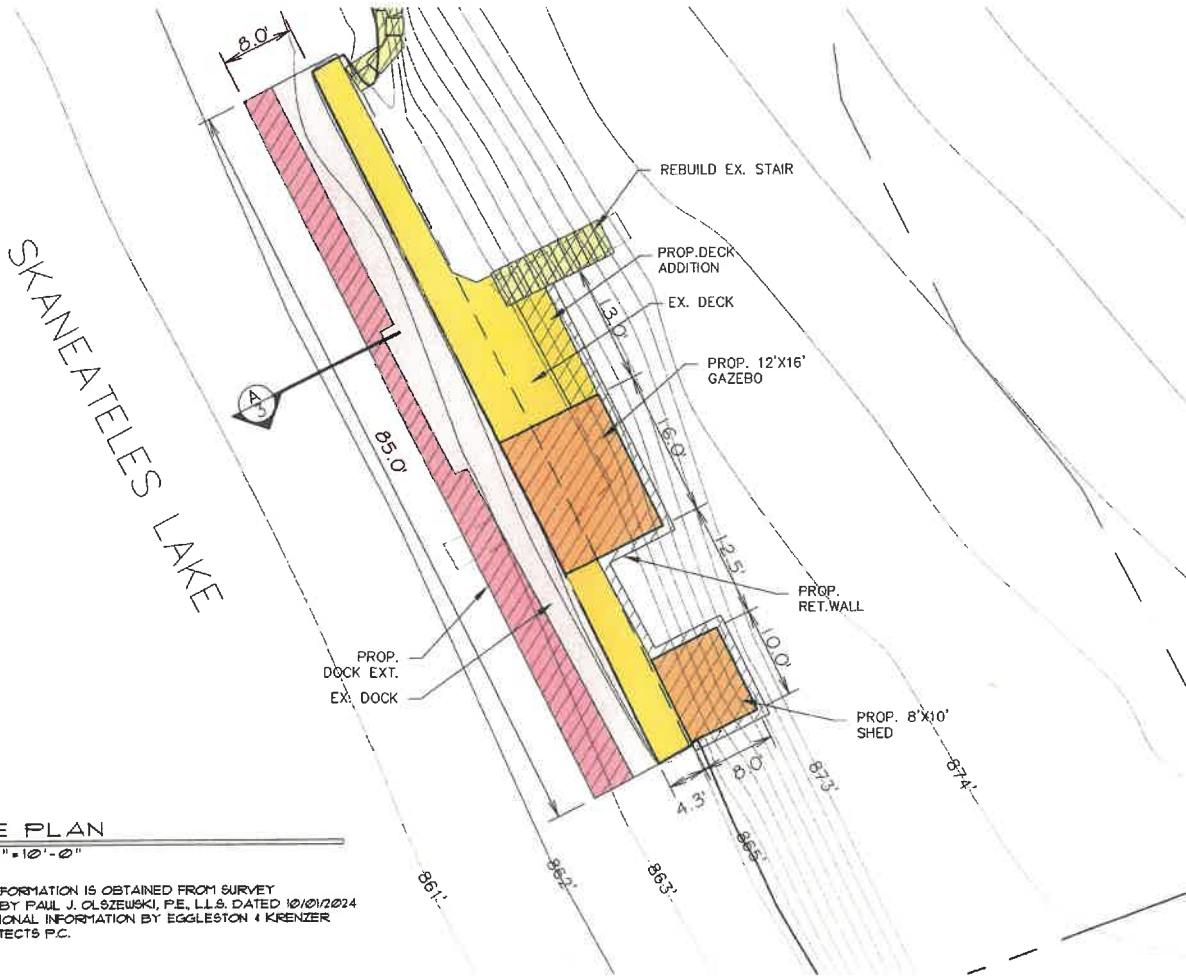 8.0'
REBUILD EX. STAIR
PROP.DECK
ADDITION
EX. DECK
13.0'
PROP. 12'X16'
GAZEBO
16.0'
SKANEATELES LAKE
A
3
85.0'
12.5'
PROP.
RET.WALL
10.0'
PROP.
DOCK EXT.
EX. DOCK
PROP. 8'X10'
SHED
8.0'
4.3'
873'
874'
865'
863'
862'
861'
E PLAN
"=10'-0"
FORMATION IS OBTAINED FROM SURVEY
BY PAUL J. OLSZEWSKI, P.E., L.L.S. DATED 10/01/2024
IONAL INFORMATION BY EGGLESTON & KRENZER
TECTS P.C.